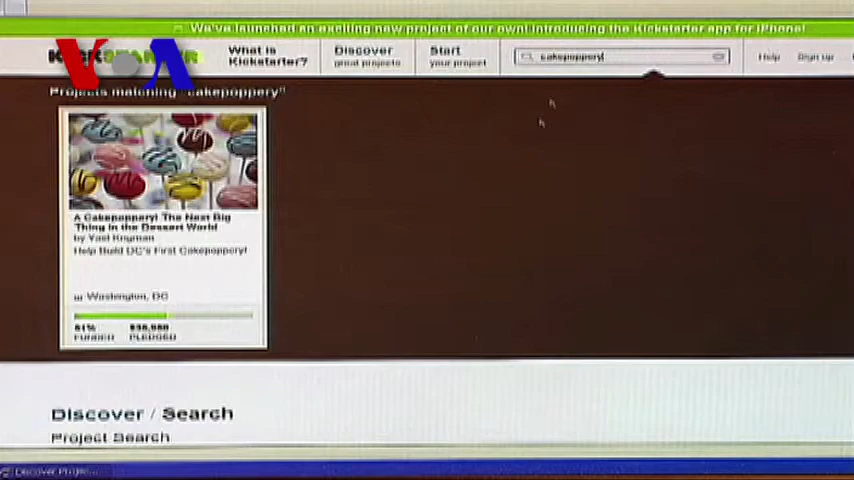 We've launched an exciting new project of our own! Introducing the Kickstarter app for iPhone!
VOA
What is
Kickstarter?
Discover
great projects
Start
your project
cakepoppery
Help
Sign up
Projects matching "cakepoppery"
A Cakepoppery! The Next Big
Thing in the Dessert World
by Yael Krigman
Help Build DC's First Cakepoppery!
Washington, DC
FUNDED
PLEDGED
Discover / Search
Project Search